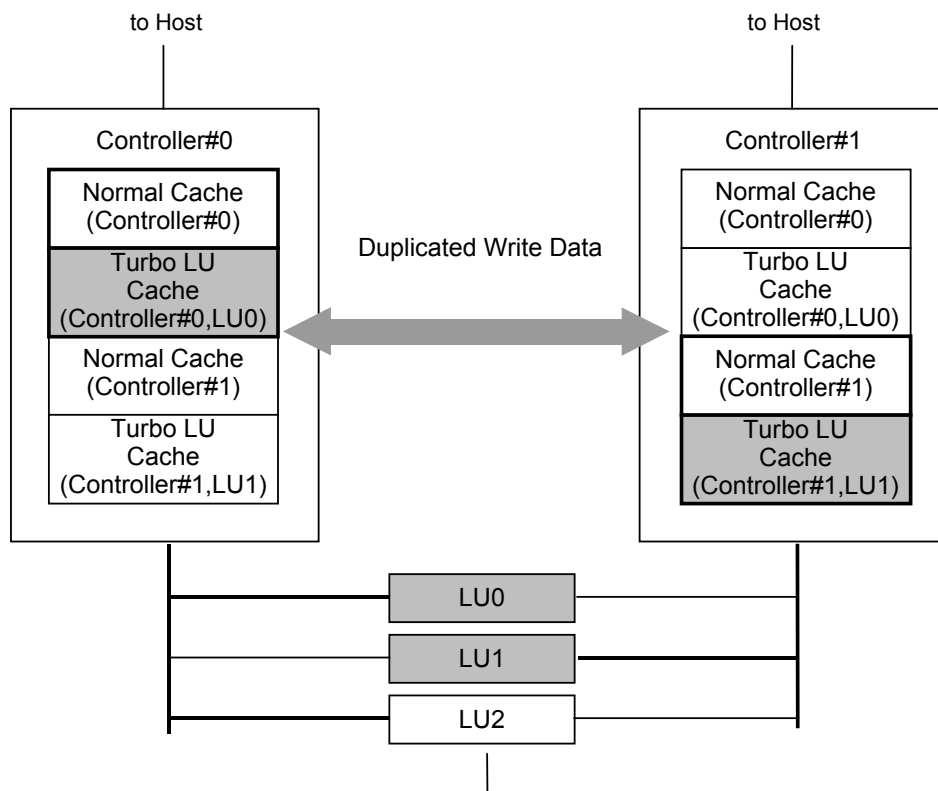 to Host
to Host
Controller#0
Normal Cache
(Controller#0)
Turbo LU
Cache
(Controller#0,LU0)
Normal Cache
(Controller#1)
Turbo LU
Cache
(Controller#1,LU1)
Duplicated Write Data
Controller#1
Normal Cache
(Controller#0)
Turbo LU
Cache
(Controller#0,LU0)
Normal Cache
(Controller#1)
Turbo LU
Cache
(Controller#1,LU1)
LU0
LU1
LU2